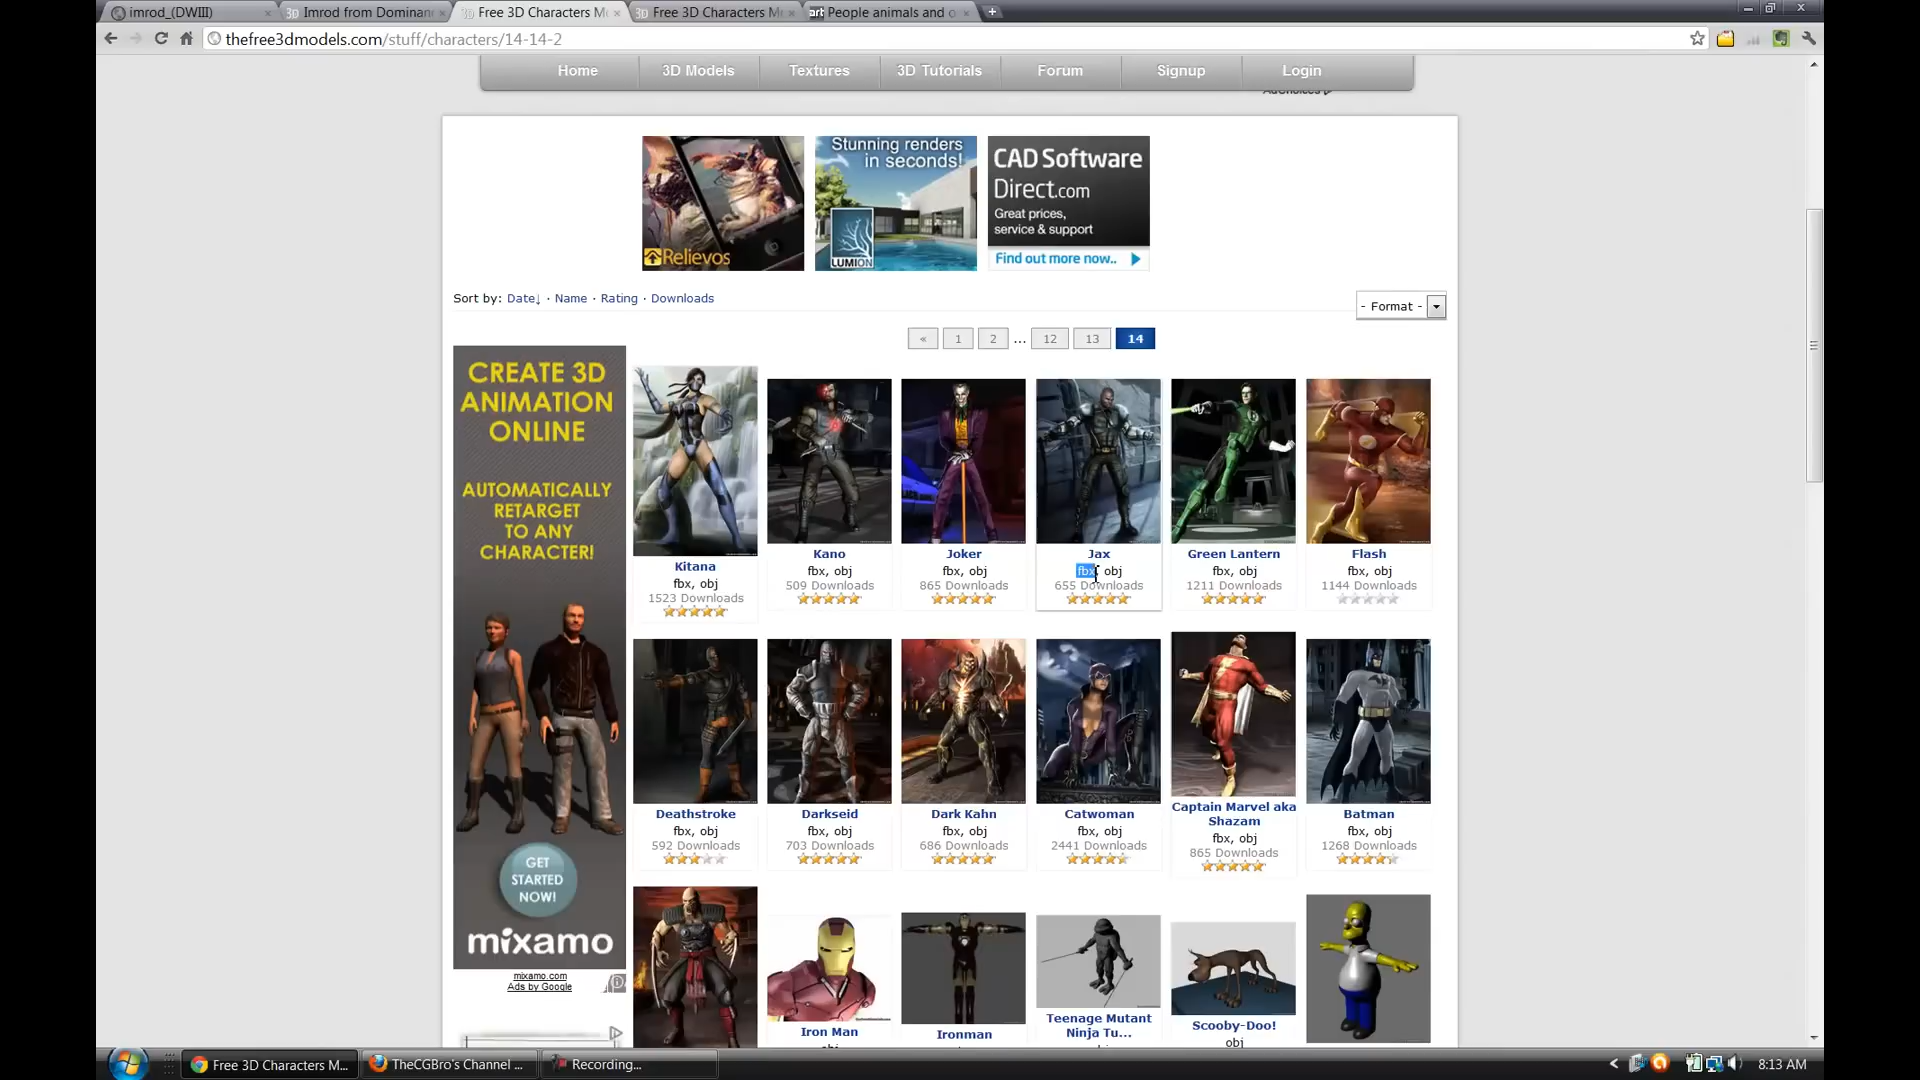 imrod_(DWIII)
Imrod from Dominan
Free 3D Characters M
Free 3D Characters M
art People animals and o
thefree3dmodels.com/stuff/characters/14-14-2
Home
3D Models
Textures
3D Tutorials
Forum
Signup
Login
AdChoices
Relievos
Stunning renders
in seconds!
LUMION
CAD Software
Direct.com
Great prices,
service & support
Find out more now..
Sort by: Date↓ · Name · Rating · Downloads
- Format -
« 1 2 ... 12 13 14
CREATE 3D
ANIMATION
ONLINE
AUTOMATICALLY
RETARGET
TO ANY
CHARACTER!
GET
STARTED
NOW!
mixamo
mixamo.com
Ads by Google
Kitana
fbx, obj
1523 Downloads
Kano
fbx, obj
509 Downloads
Joker
fbx, obj
865 Downloads
Jax
fbx, obj
655 Downloads
Green Lantern
fbx, obj
1211 Downloads
Flash
fbx, obj
1144 Downloads
Deathstroke
fbx, obj
592 Downloads
Darkseid
fbx, obj
703 Downloads
Dark Kahn
fbx, obj
686 Downloads
Catwoman
fbx, obj
2441 Downloads
Captain Marvel aka
Shazam
fbx, obj
865 Downloads
Batman
fbx, obj
1268 Downloads
Iron Man
obj
Ironman
Teenage Mutant
Ninja Tu...
Scooby-Doo!
obj
Free 3D Characters M...
TheCGBro's Channel ...
Recording...
8:13 AM